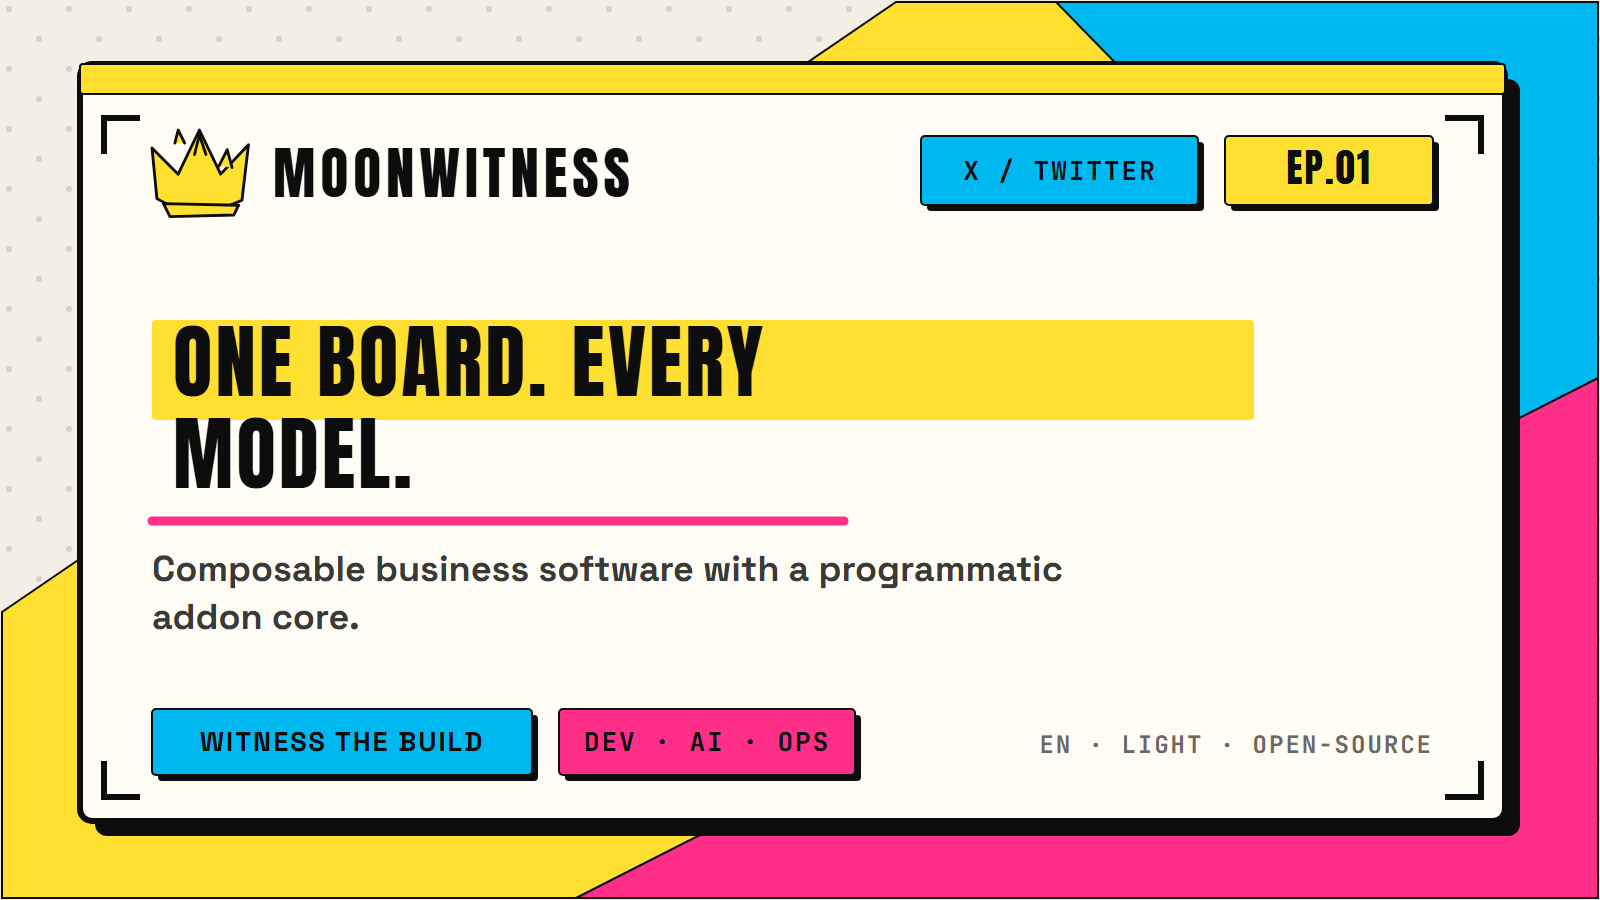 MOONWITNESS
X / TWITTER
EP.01
ONE BOARD. EVERY
MODEL.
Composable business software with a programmatic
addon core.
WITNESS THE BUILD
DEV · AI · OPS
EN · LIGHT · OPEN-SOURCE